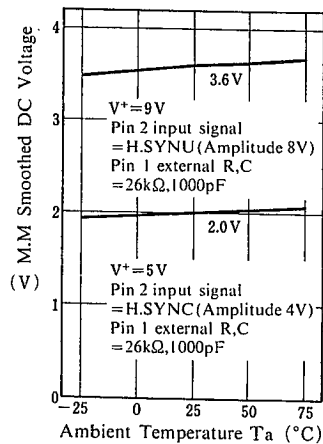 M.M Smoothed DC Voltage
(V)
4
3
2
1
0
3.6V
V⁺=9V
Pin 2 input signal
=H.SYNU(Amplitude 8V)
Pin 1 external R,C
=26kΩ,1000pF
2.0V
V⁺=5V
Pin 2 input signal
=H.SYNC(Amplitude 4V)
Pin 1 external R,C
=26kΩ,1000pF
-25 0 25 50 75
Ambient Temperature Ta (°C)